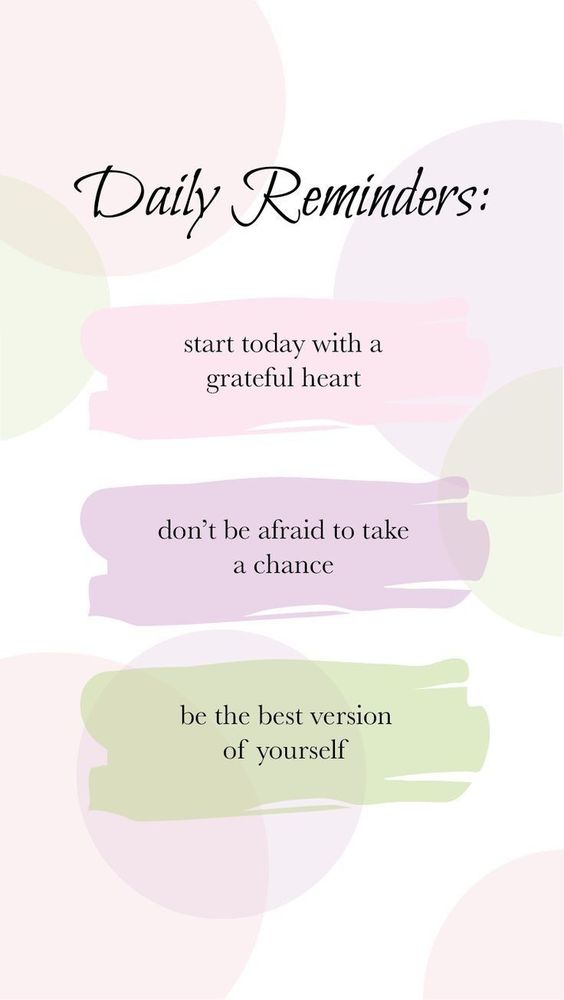 Daily Reminders:
start today with a
grateful heart
don’t be afraid to take
a chance
be the best version
of yourself